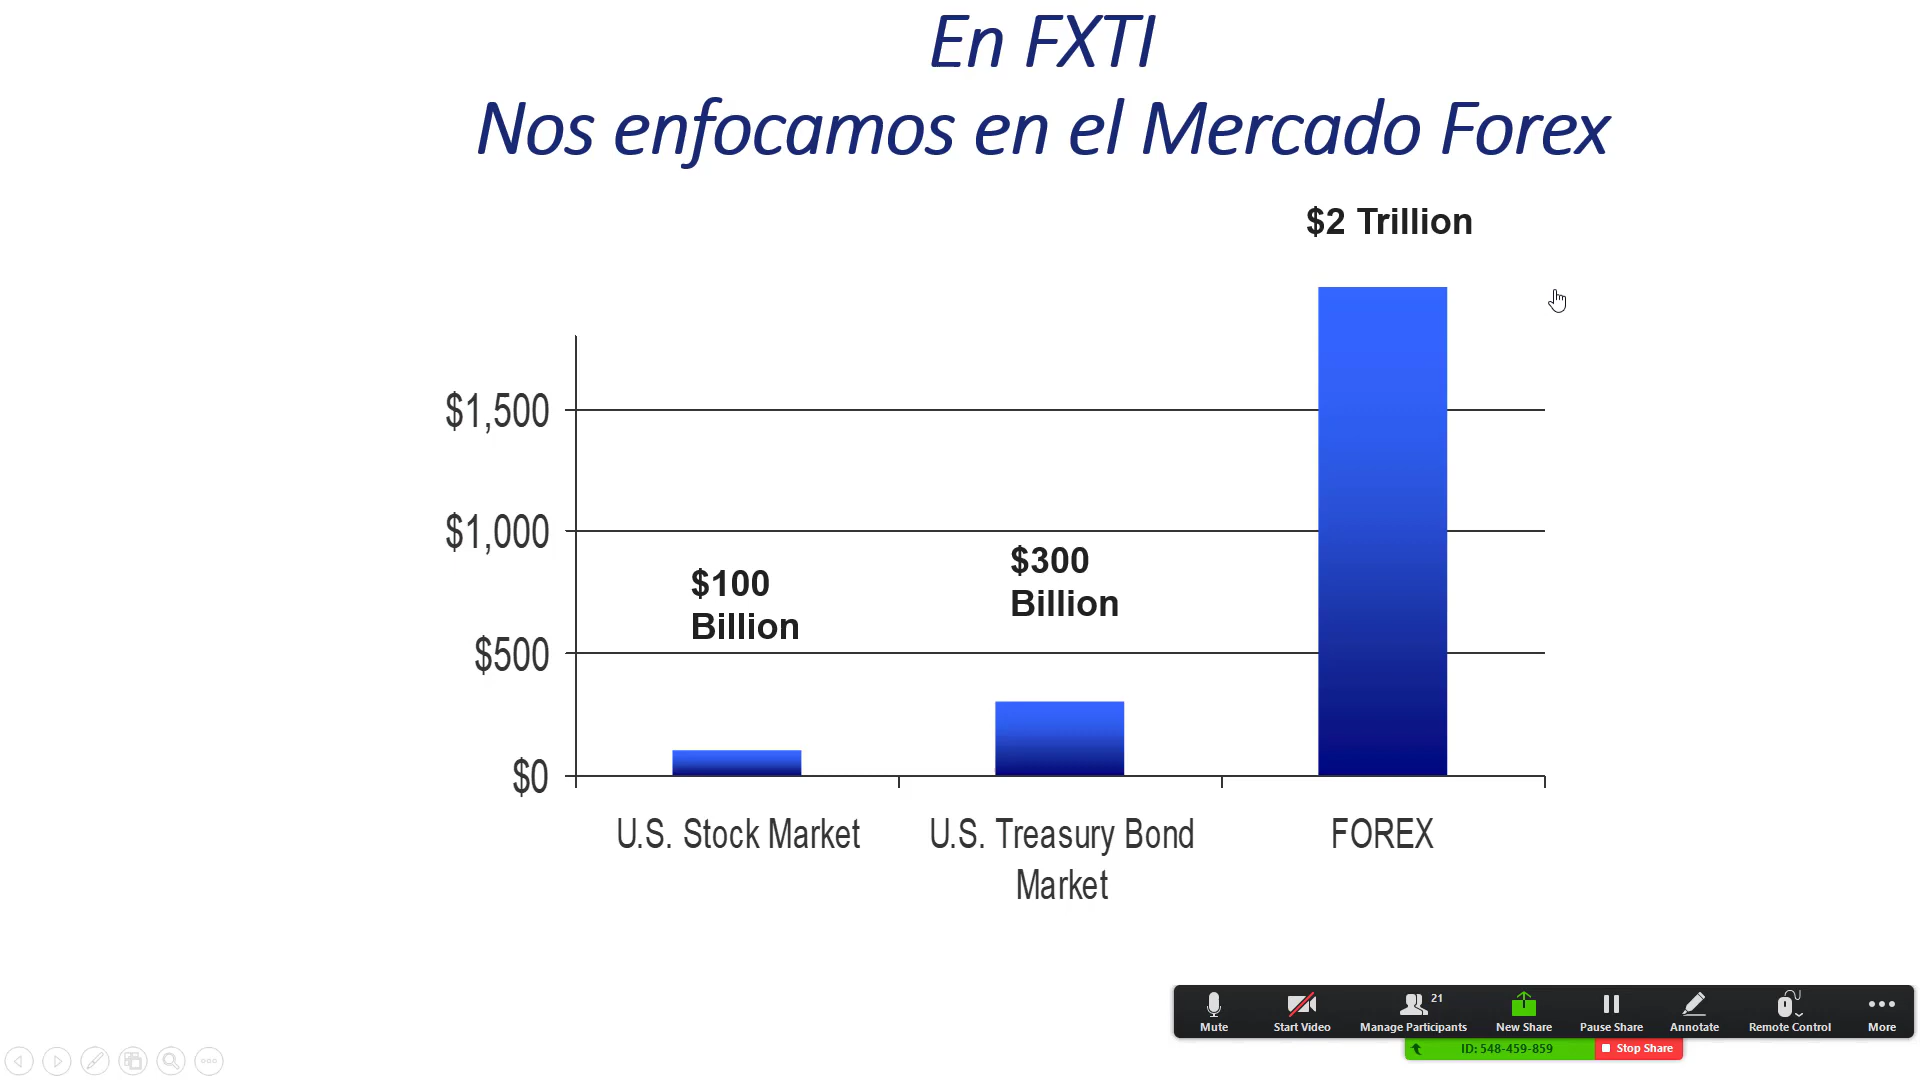 En FXTI
Nos enfocamos en el Mercado Forex
$2 Trillion
$1,500
$1,000
$100
Billion
$300
Billion
$500
$0
U.S. Stock Market
U.S. Treasury Bond
Market
FOREX
21
Mute
Start Video
Manage Participants
New Share
Pause Share
Annotate
Remote Control
More
ID: 548-459-859
Stop Share